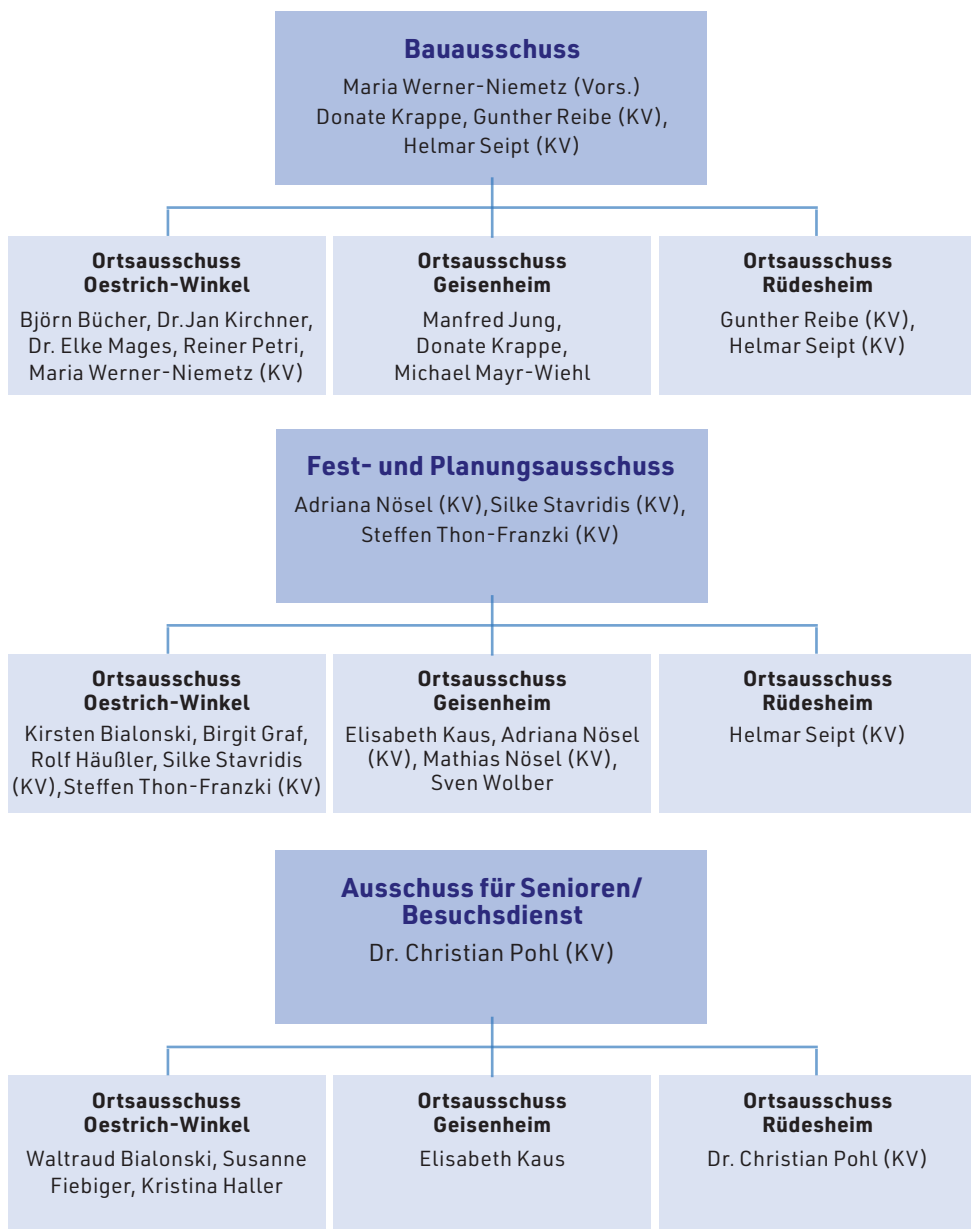 Bauausschuss
Maria Werner-Niemetz (Vors.)
Donate Krappe, Gunther Reibe (KV),
Helmar Seipt (KV)
Ortsausschuss
Oestrich-Winkel
Björn Bücher, Dr.Jan Kirchner,
Dr. Elke Mages, Reiner Petri,
Maria Werner-Niemetz (KV)
Ortsausschuss
Geisenheim
Manfred Jung,
Donate Krappe,
Michael Mayr-Wiehl
Ortsausschuss
Rüdesheim
Gunther Reibe (KV),
Helmar Seipt (KV)
Fest- und Planungsausschuss
Adriana Nösel (KV),Silke Stavridis (KV),
Steffen Thon-Franzki (KV)
Ortsausschuss
Oestrich-Winkel
Kirsten Bialonski, Birgit Graf,
Rolf Häußler, Silke Stavridis
(KV),Steffen Thon-Franzki (KV)
Ortsausschuss
Geisenheim
Elisabeth Kaus, Adriana Nösel
(KV), Mathias Nösel (KV),
Sven Wolber
Ortsausschuss
Rüdesheim
Helmar Seipt (KV)
Ausschuss für Senioren/
Besuchsdienst
Dr. Christian Pohl (KV)
Ortsausschuss
Oestrich-Winkel
Waltraud Bialonski, Susanne
Fiebiger, Kristina Haller
Ortsausschuss
Geisenheim
Elisabeth Kaus
Ortsausschuss
Rüdesheim
Dr. Christian Pohl (KV)